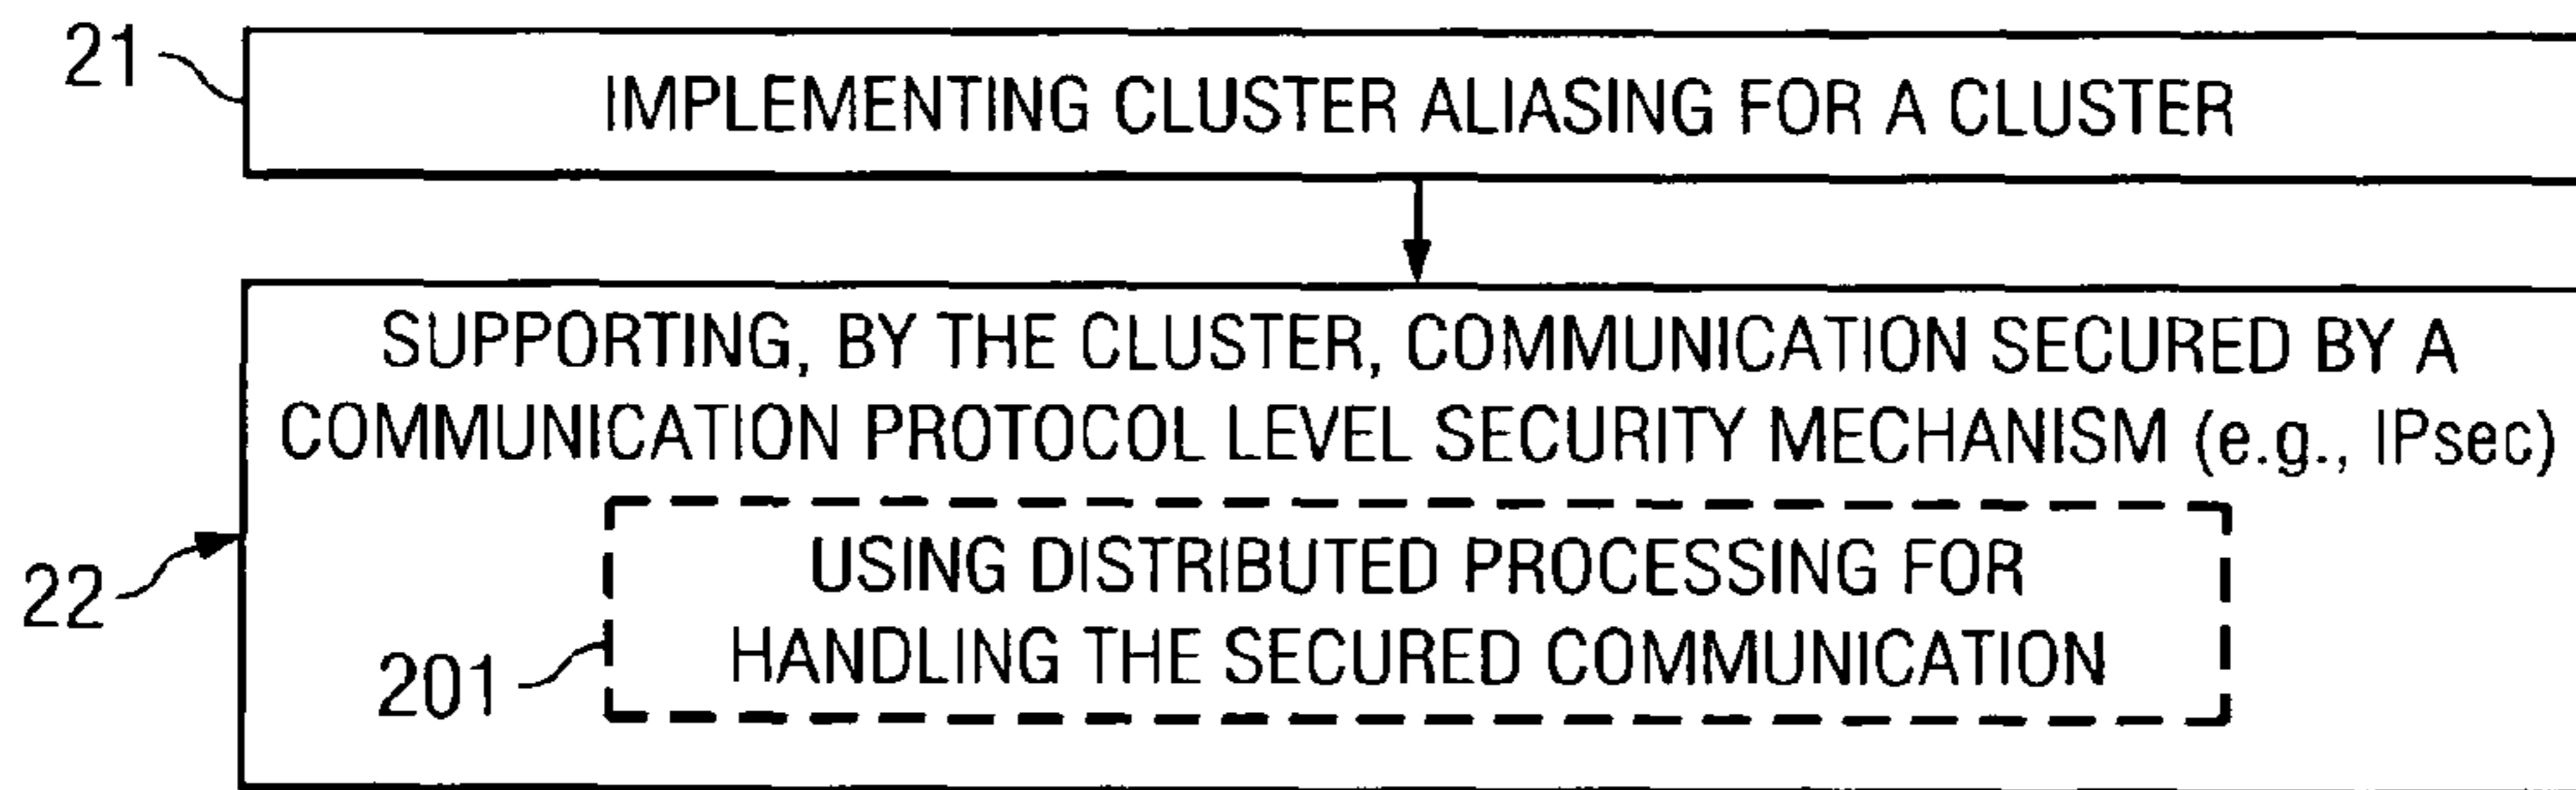 21
IMPLEMENTING CLUSTER ALIASING FOR A CLUSTER
SUPPORTING, BY THE CLUSTER, COMMUNICATION SECURED BY A
COMMUNICATION PROTOCOL LEVEL SECURITY MECHANISM (e.g., IPsec)
22
USING DISTRIBUTED PROCESSING FOR
HANDLING THE SECURED COMMUNICATION
201